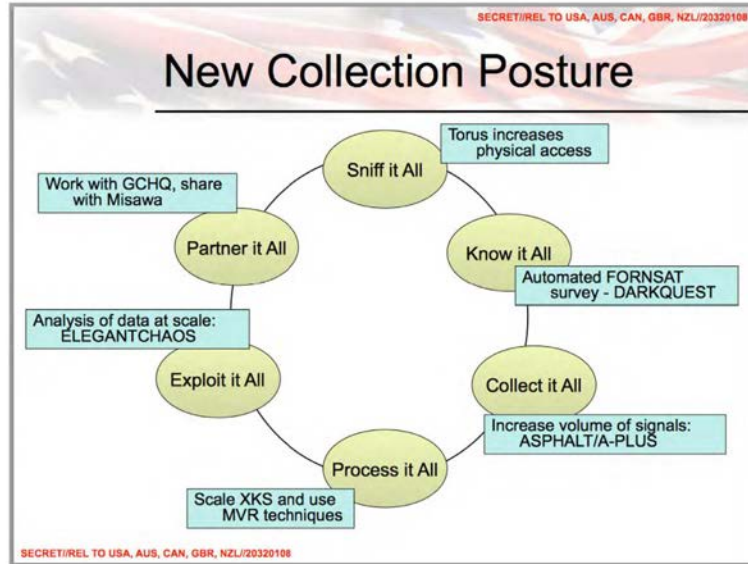 SECRET//REL TO USA, AUS, CAN, GBR, NZL//20320108
New Collection Posture
Sniff it All
Torus increases
physical access
Know it All
Automated FORNSAT
survey - DARKQUEST
Collect it All
Increase volume of signals:
ASPHALT/A-PLUS
Process it All
Scale XKS and use
MVR techniques
Exploit it All
Analysis of data at scale:
ELEGANTCHAOS
Partner it All
Work with GCHQ, share
with Misawa
SECRET//REL TO USA, AUS, CAN, GBR, NZL//20320108